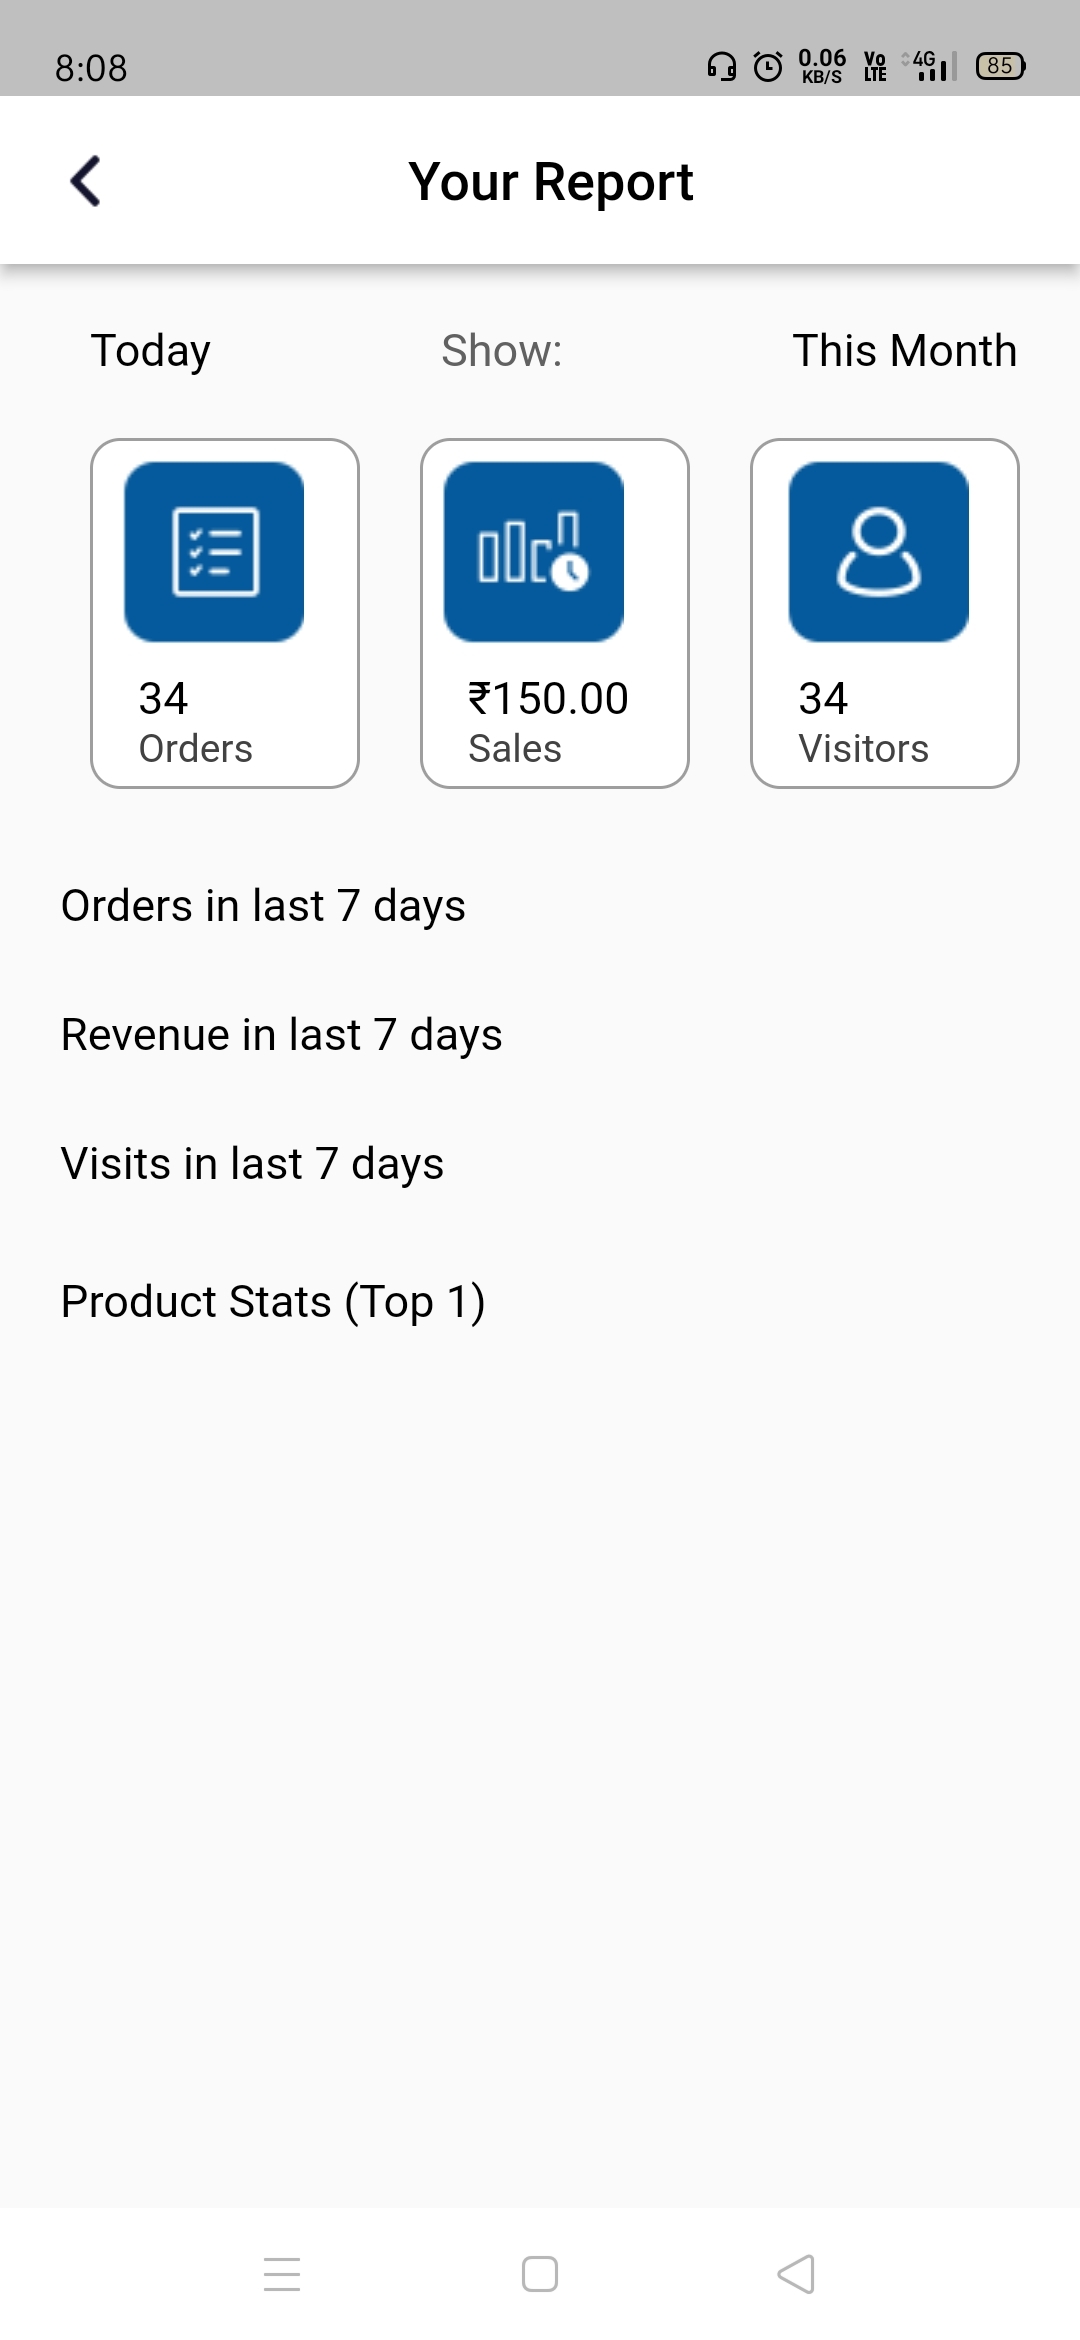 8:08
0.06 KB/S Vo LTE 4G 85
Your Report
Today Show: This Month
34 ₹150.00 34
Orders Sales Visitors
Orders in last 7 days
Revenue in last 7 days
Visits in last 7 days
Product Stats (Top 1)